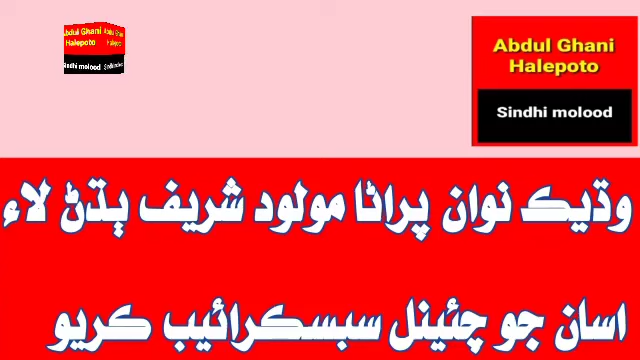 Abdul Ghani
Halepoto
Sindhi molood
Abdul Ghani
Halepoto
Sindhi molood
وڌيڪ نوان پراڻا مولود شريف ٻڌڻ لاءِ
اسان جو چئينل سبسڪرائيب ڪريو